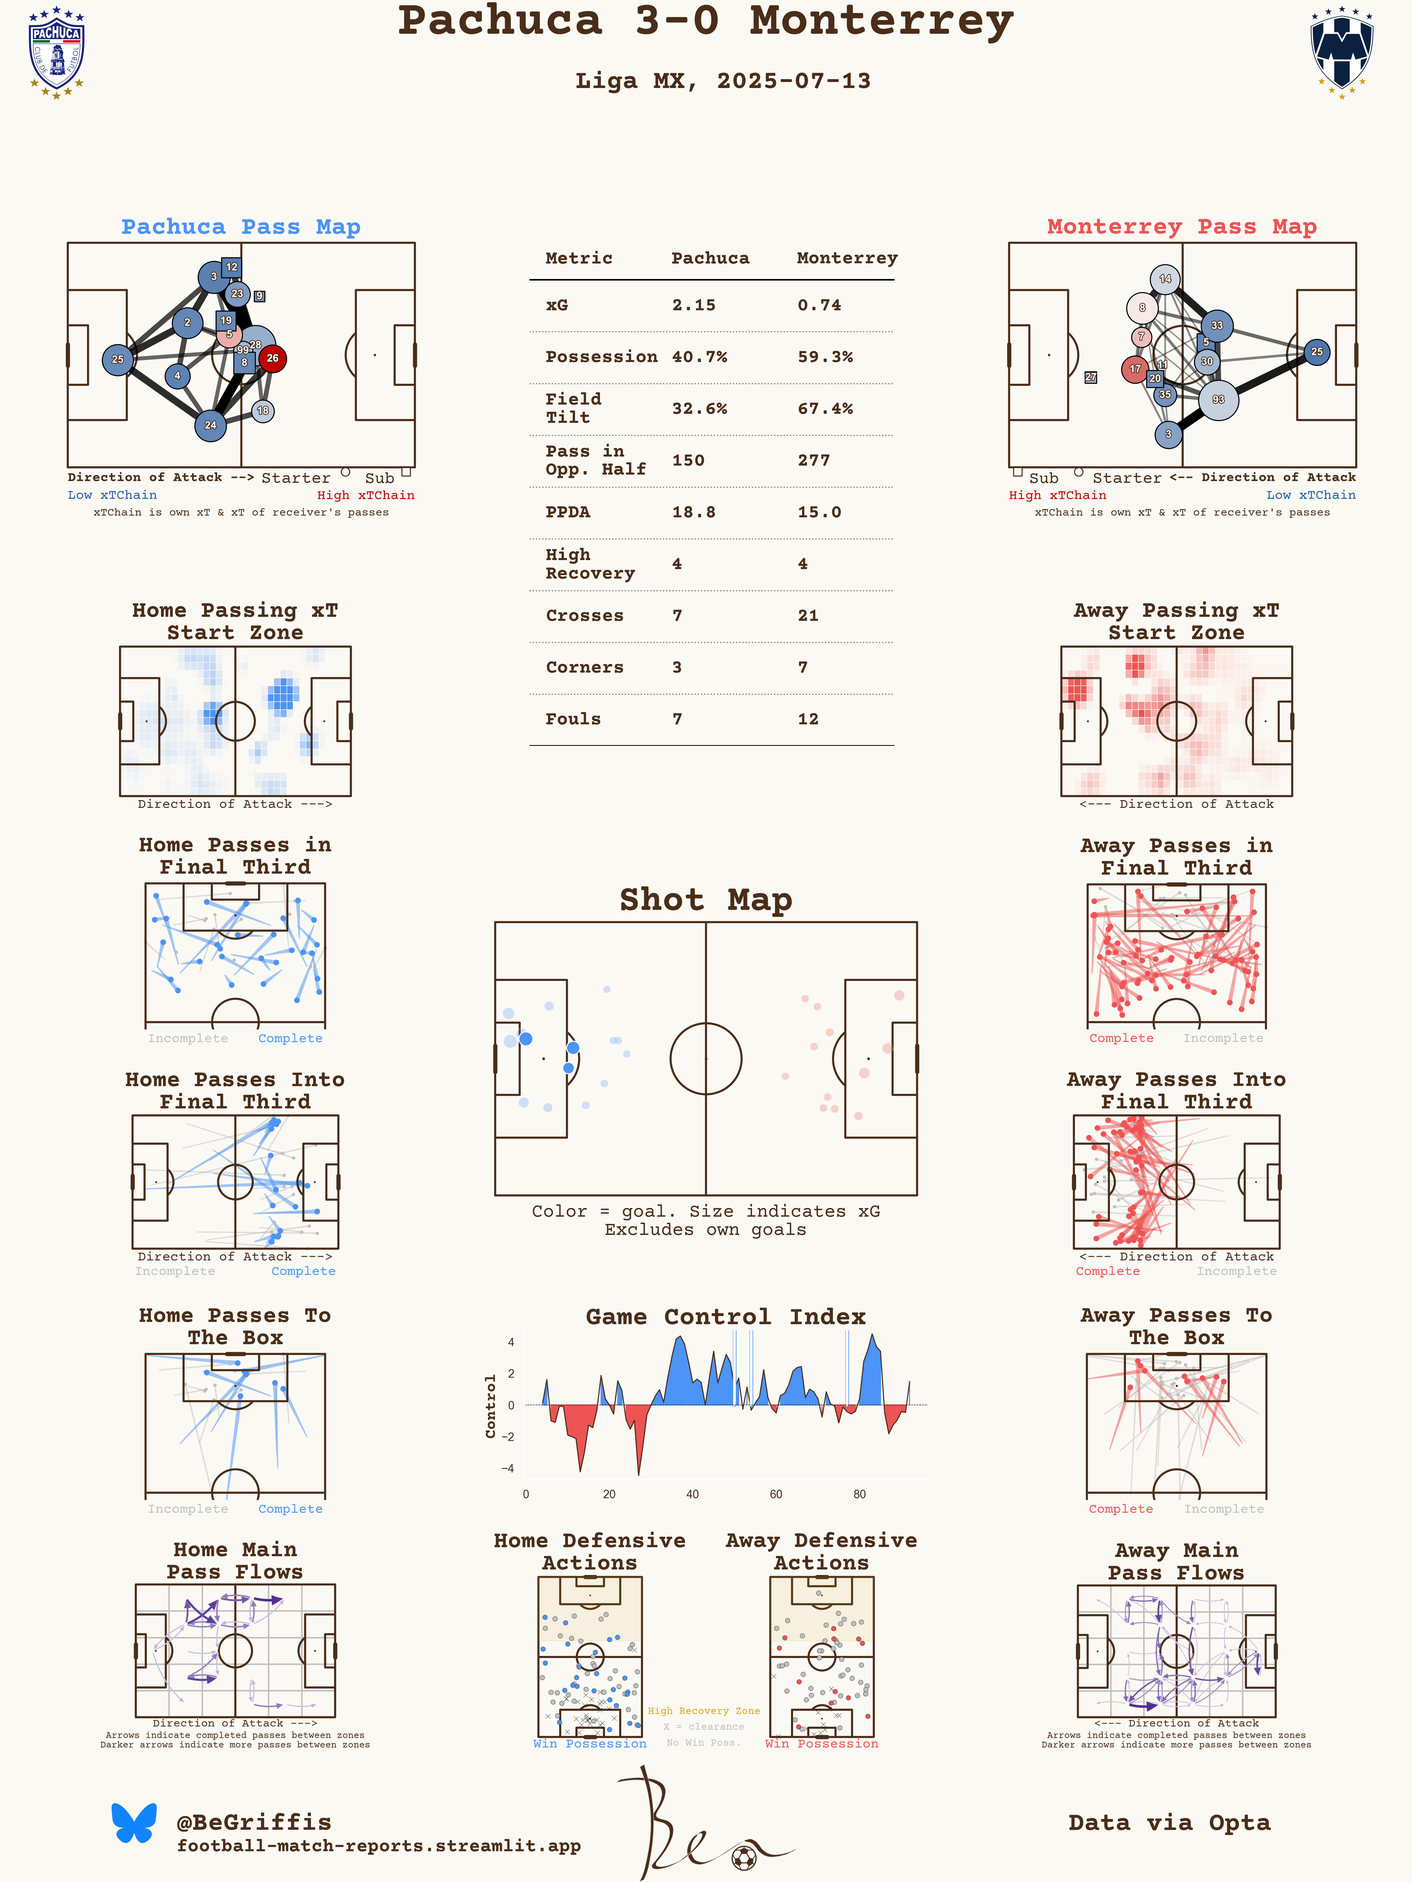 Pachuca 3-0 Monterrey
Liga MX, 2025-07-13
PACHUCA
CLUB DE FUTBOL
Pachuca Pass Map
3
12
23
9
2
19
5
28
99
8
26
25
4
18
24
Direction of Attack --> Starter Sub
Low xTChain High xTChain
xTChain is own xT & xT of receiver's passes
Metric Pachuca Monterrey
xG 2.15 0.74
Possession 40.7% 59.3%
Field
Tilt 32.6% 67.4%
Pass in
Opp. Half 150 277
PPDA 18.8 15.0
High
Recovery 4 4
Crosses 7 21
Corners 3 7
Fouls 7 12
Monterrey Pass Map
14
8
33
7
5
25
11
30
17
27
20
35
93
3
Sub Starter <-- Direction of Attack
High xTChain Low xTChain
xTChain is own xT & xT of receiver's passes
Home Passing xT
Start Zone
Direction of Attack --->
Away Passing xT
Start Zone
<--- Direction of Attack
Home Passes in
Final Third
Incomplete Complete
Away Passes in
Final Third
Complete Incomplete
Shot Map
Color = goal. Size indicates xG
Excludes own goals
Home Passes Into
Final Third
Direction of Attack --->
Incomplete Complete
Away Passes Into
Final Third
<--- Direction of Attack
Complete Incomplete
Home Passes To
The Box
Incomplete Complete
Game Control Index
Control
4
2
0
−2
−4
0 20 40 60 80
Away Passes To
The Box
Complete Incomplete
Home Main
Pass Flows
Direction of Attack --->
Arrows indicate completed passes between zones
Darker arrows indicate more passes between zones
Home Defensive
Actions
Win Possession
High Recovery Zone
X = clearance
No Win Poss.
Away Defensive
Actions
Win Possession
Away Main
Pass Flows
<--- Direction of Attack
Arrows indicate completed passes between zones
Darker arrows indicate more passes between zones
@BeGriffis
football-match-reports.streamlit.app
Ben
Data via Opta